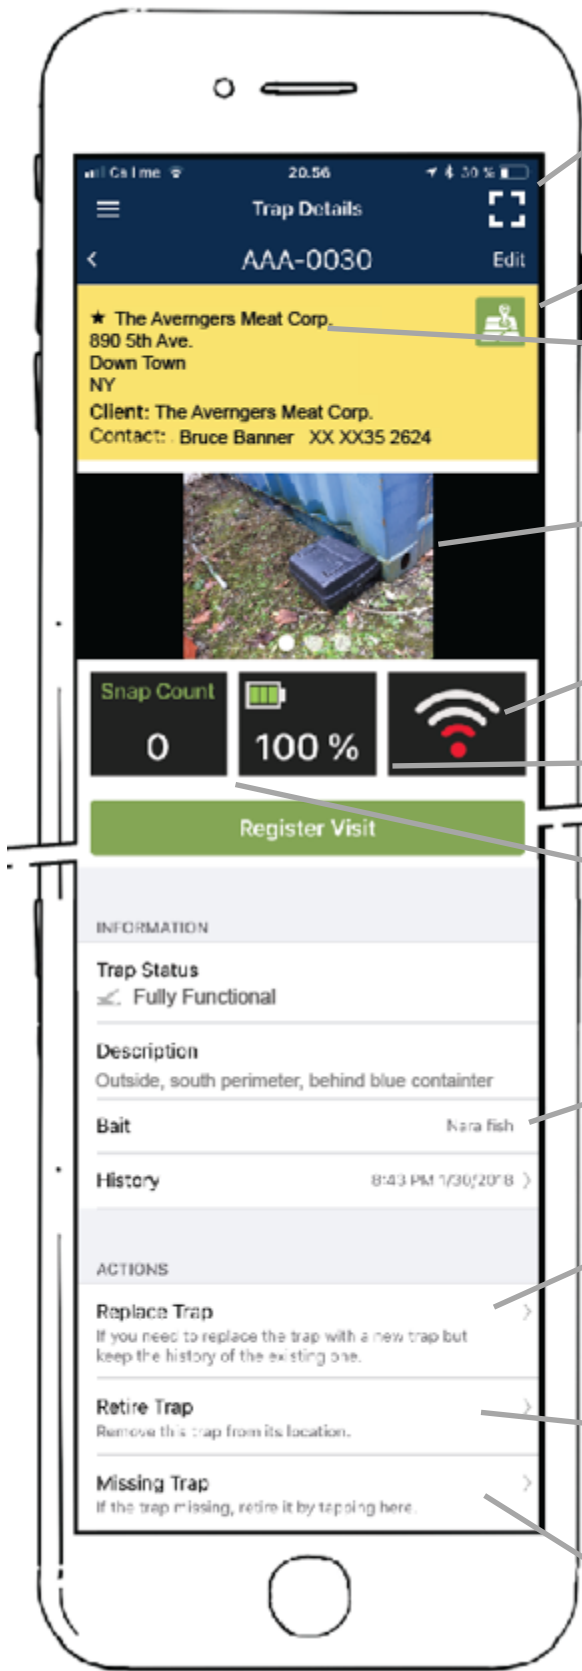 Call me 20.56 30 %
Trap Details
AAA-0030 Edit
★ The Averngers Meat Corp.
890 5th Ave.
Down Town
NY
Client: The Averngers Meat Corp.
Contact: Bruce Banner XX XX35 2624
Snap Count
0
100 %
Register Visit
INFORMATION
Trap Status
Fully Functional
Description
Outside, south perimeter, behind blue containter
Bait Nara fish
History 8:43 PM 1/30/2018
ACTIONS
Replace Trap
If you need to replace the trap with a new trap but
keep the history of the existing one.
Retire Trap
Remove this trap from its location.
Missing Trap
If the trap missing, retire it by tapping here.